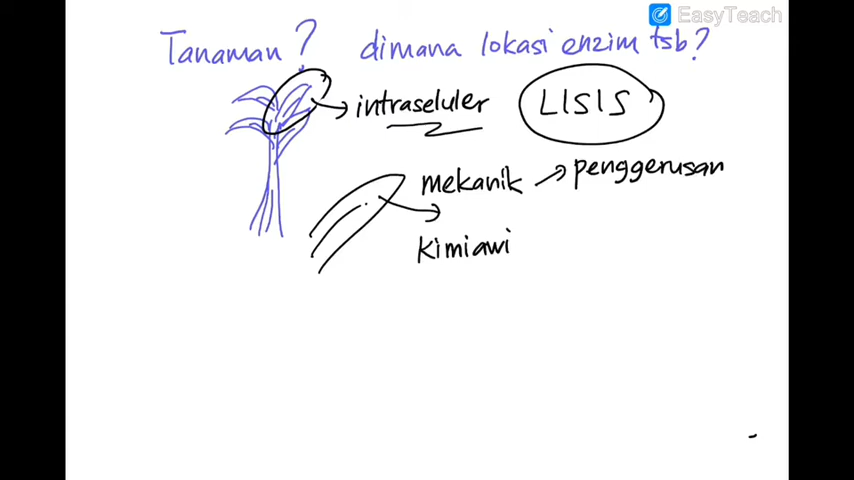 EasyTeach
Tanaman? dimana lokasi enzim tsb?
intraseluler LISIS
mekanik → penggerusan
kimiawi